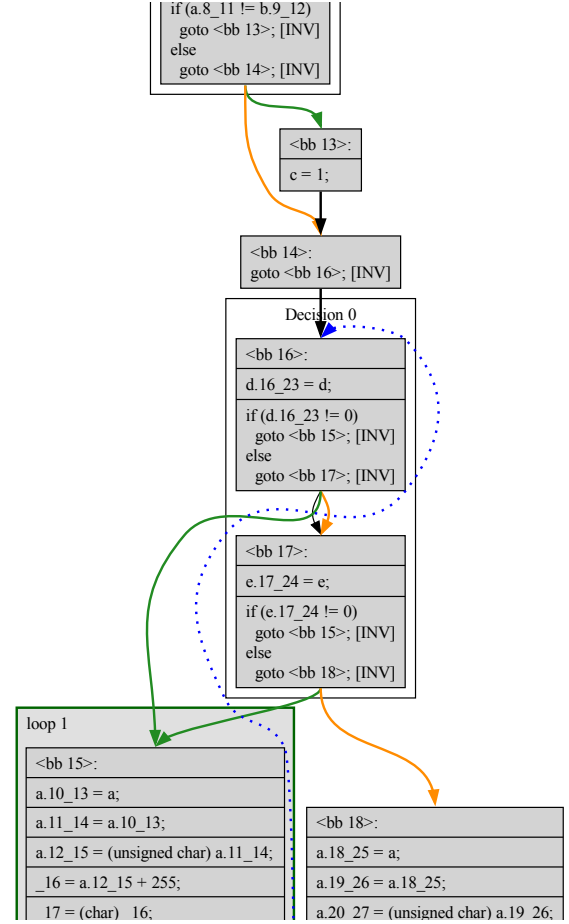 if (a.8_11 != b.9_12)
goto <bb 13>; [INV]
else
goto <bb 14>; [INV]
<bb 13>:
c = 1;
<bb 14>:
goto <bb 16>; [INV]
Decision 0
<bb 16>:
d.16_23 = d;
if (d.16_23 != 0)
goto <bb 15>; [INV]
else
goto <bb 17>; [INV]
<bb 17>:
e.17_24 = e;
if (e.17_24 != 0)
goto <bb 15>; [INV]
else
goto <bb 18>; [INV]
loop 1
<bb 15>:
a.10_13 = a;
a.11_14 = a.10_13;
a.12_15 = (unsigned char) a.11_14;
_16 = a.12_15 + 255;
_17 = (char) _16;
<bb 18>:
a.18_25 = a;
a.19_26 = a.18_25;
a.20_27 = (unsigned char) a.19_26;